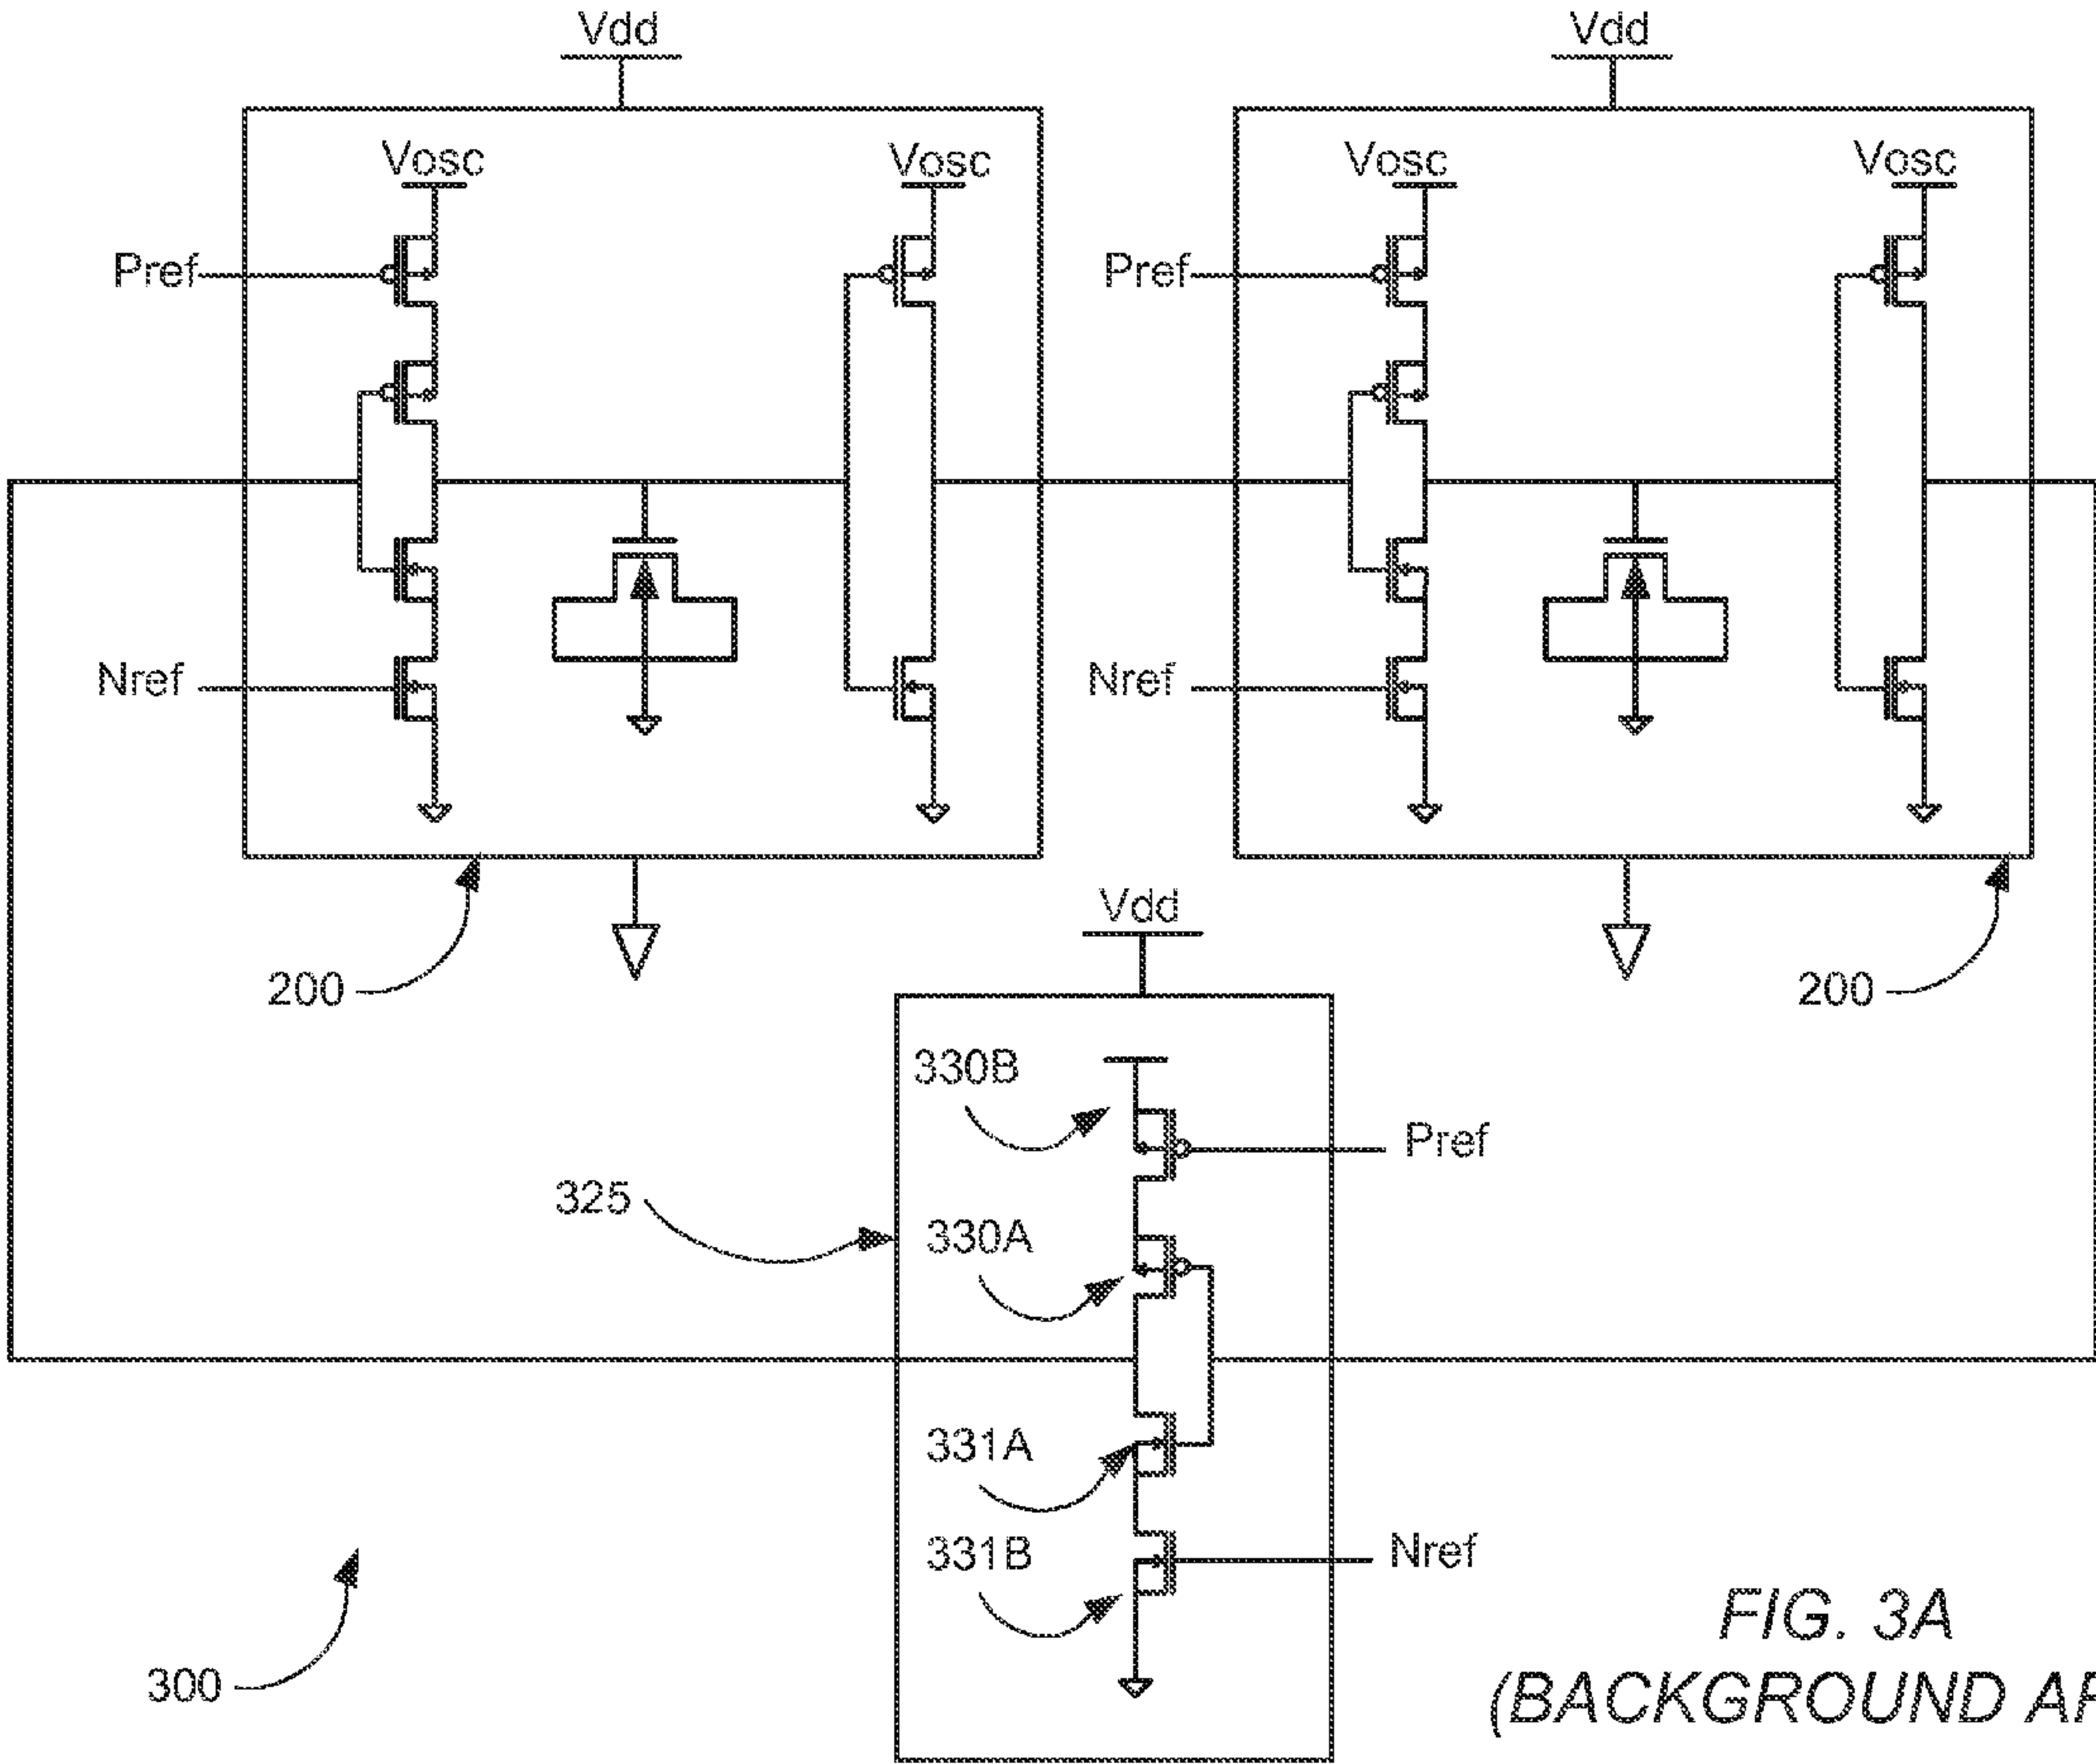 Vdd
Vdd
Vosc
Vosc
Vosc
Vosc
Pref
Pref
Nref
Nref
200
Vdd
200
330B
Pref
325
330A
331A
331B
Nref
300
FIG. 3A
(BACKGROUND